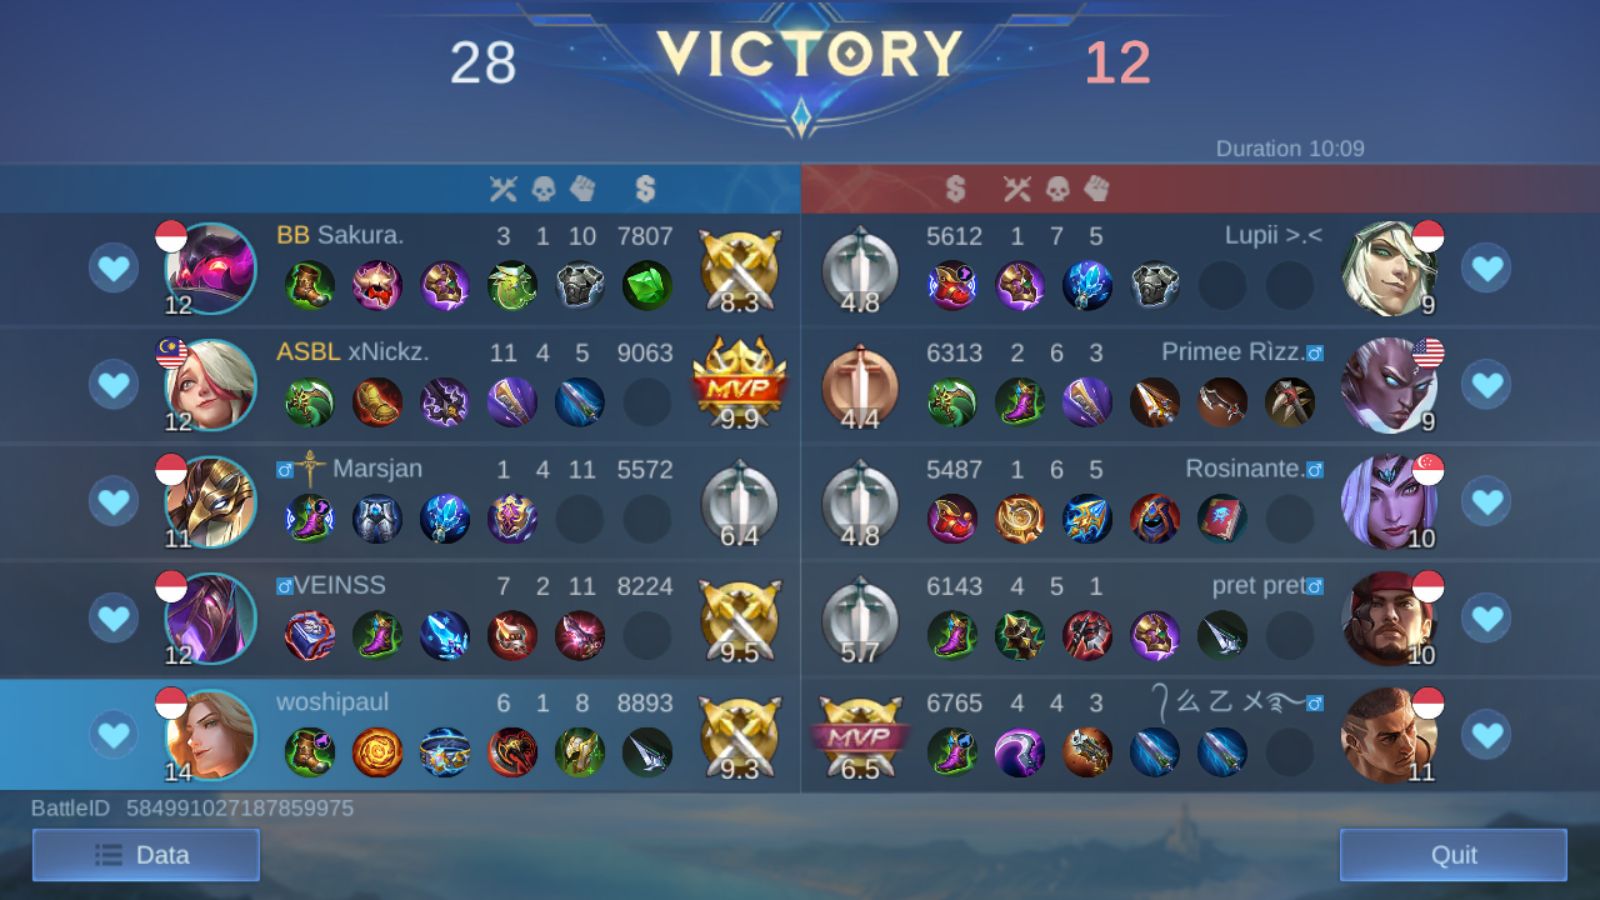 28 VICTORY 12
Duration 10:09
BB Sakura. 3 1 10 7807
12 8.3
4.8 5612 1 7 5 Lupii >.<
9
ASBL xNickz. 11 4 5 9063
12 MVP 9.9
4.4 6313 2 6 3 Primee Rìzz.♂
9
♂ Marsjan 1 4 11 5572
11 6.4
4.8 5487 1 6 5 Rosinante.♂
10
♂VEINSS 7 2 11 8224
12 9.5
5.7 6143 4 5 1 pret pret♂
10
woshipaul 6 1 8 8893
14 9.3
MVP 6.5 6765 4 4 3 么乙乂
11
BattleID 584991027187859975
Data
Quit